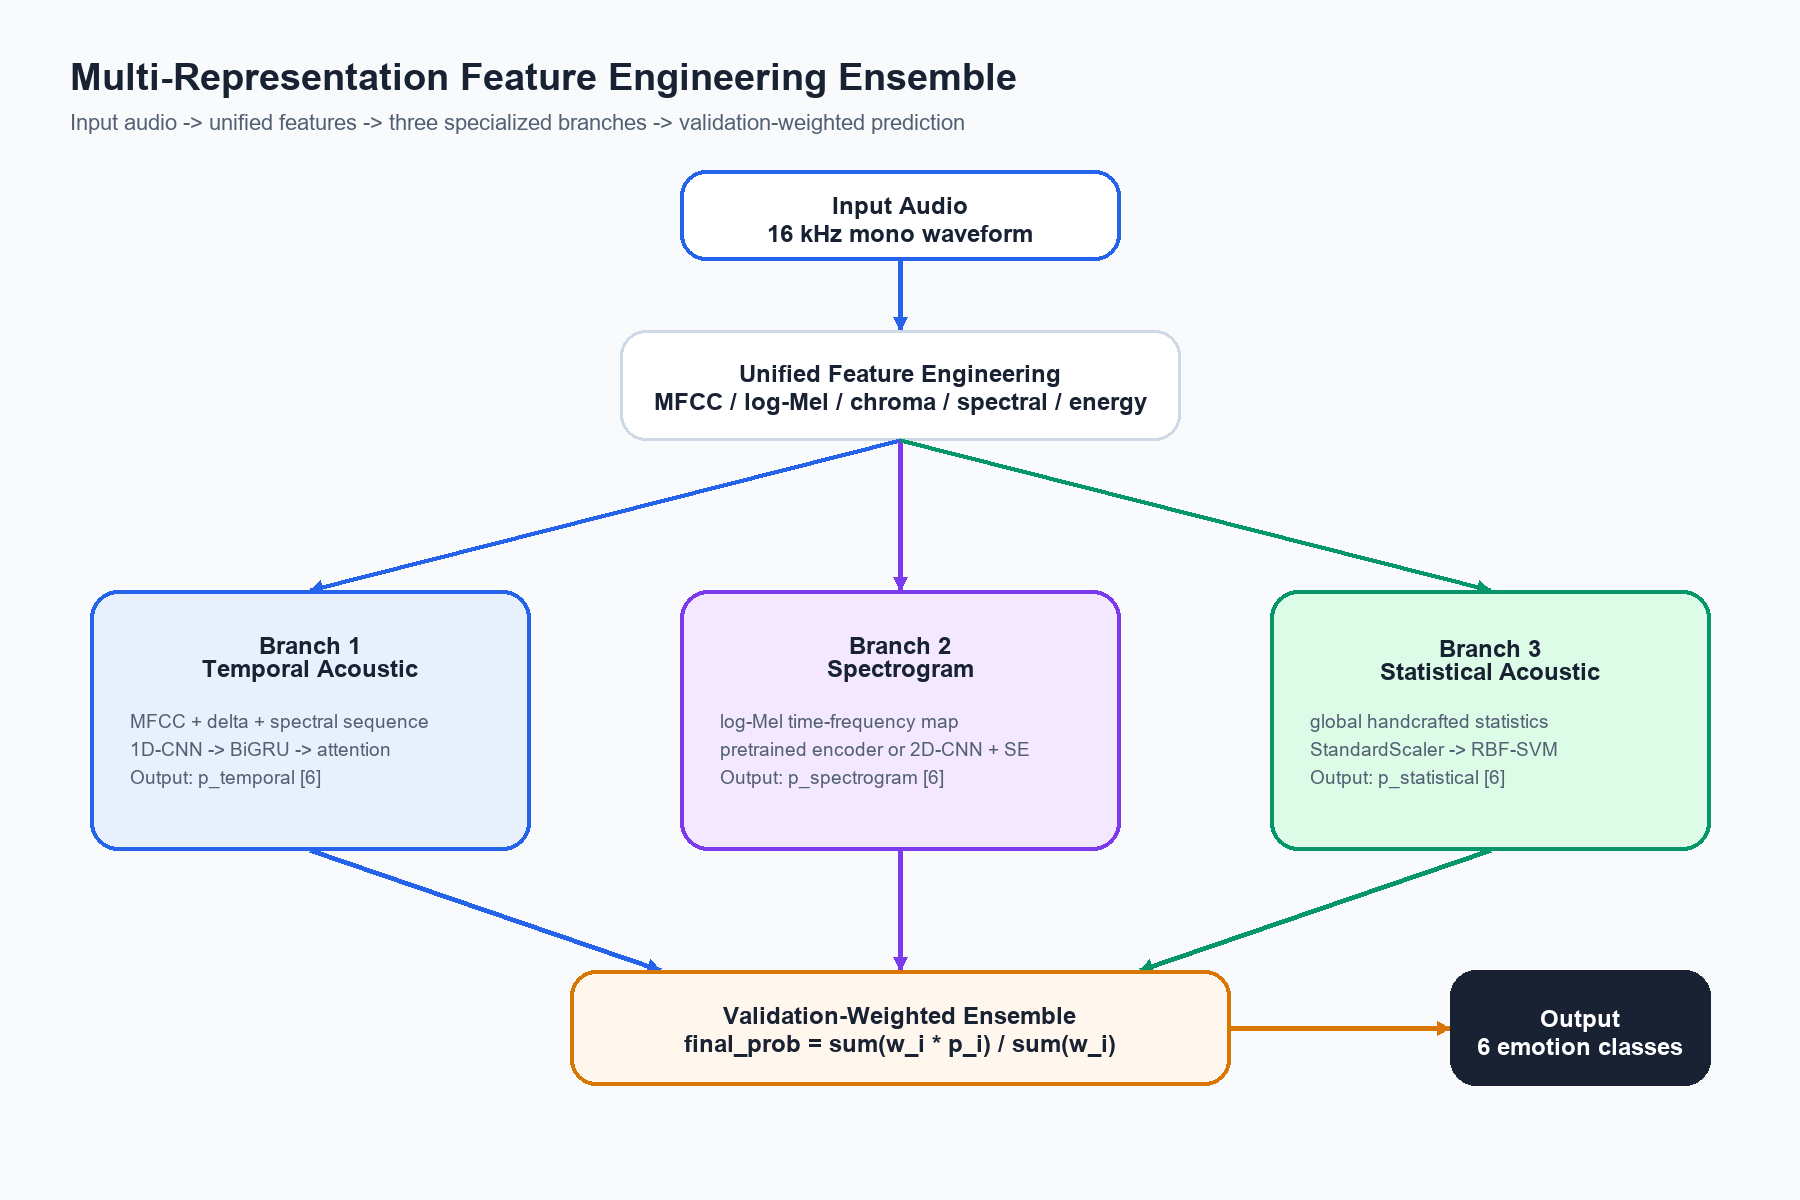 Multi-Representation Feature Engineering Ensemble
Input audio -> unified features -> three specialized branches -> validation-weighted prediction
Input Audio
16 kHz mono waveform
Unified Feature Engineering
MFCC / log-Mel / chroma / spectral / energy
Branch 1
Temporal Acoustic
MFCC + delta + spectral sequence
1D-CNN -> BiGRU -> attention
Output: p_temporal [6]
Branch 2
Spectrogram
log-Mel time-frequency map
pretrained encoder or 2D-CNN + SE
Output: p_spectrogram [6]
Branch 3
Statistical Acoustic
global handcrafted statistics
StandardScaler -> RBF-SVM
Output: p_statistical [6]
Validation-Weighted Ensemble
final_prob = sum(w_i * p_i) / sum(w_i)
Output
6 emotion classes